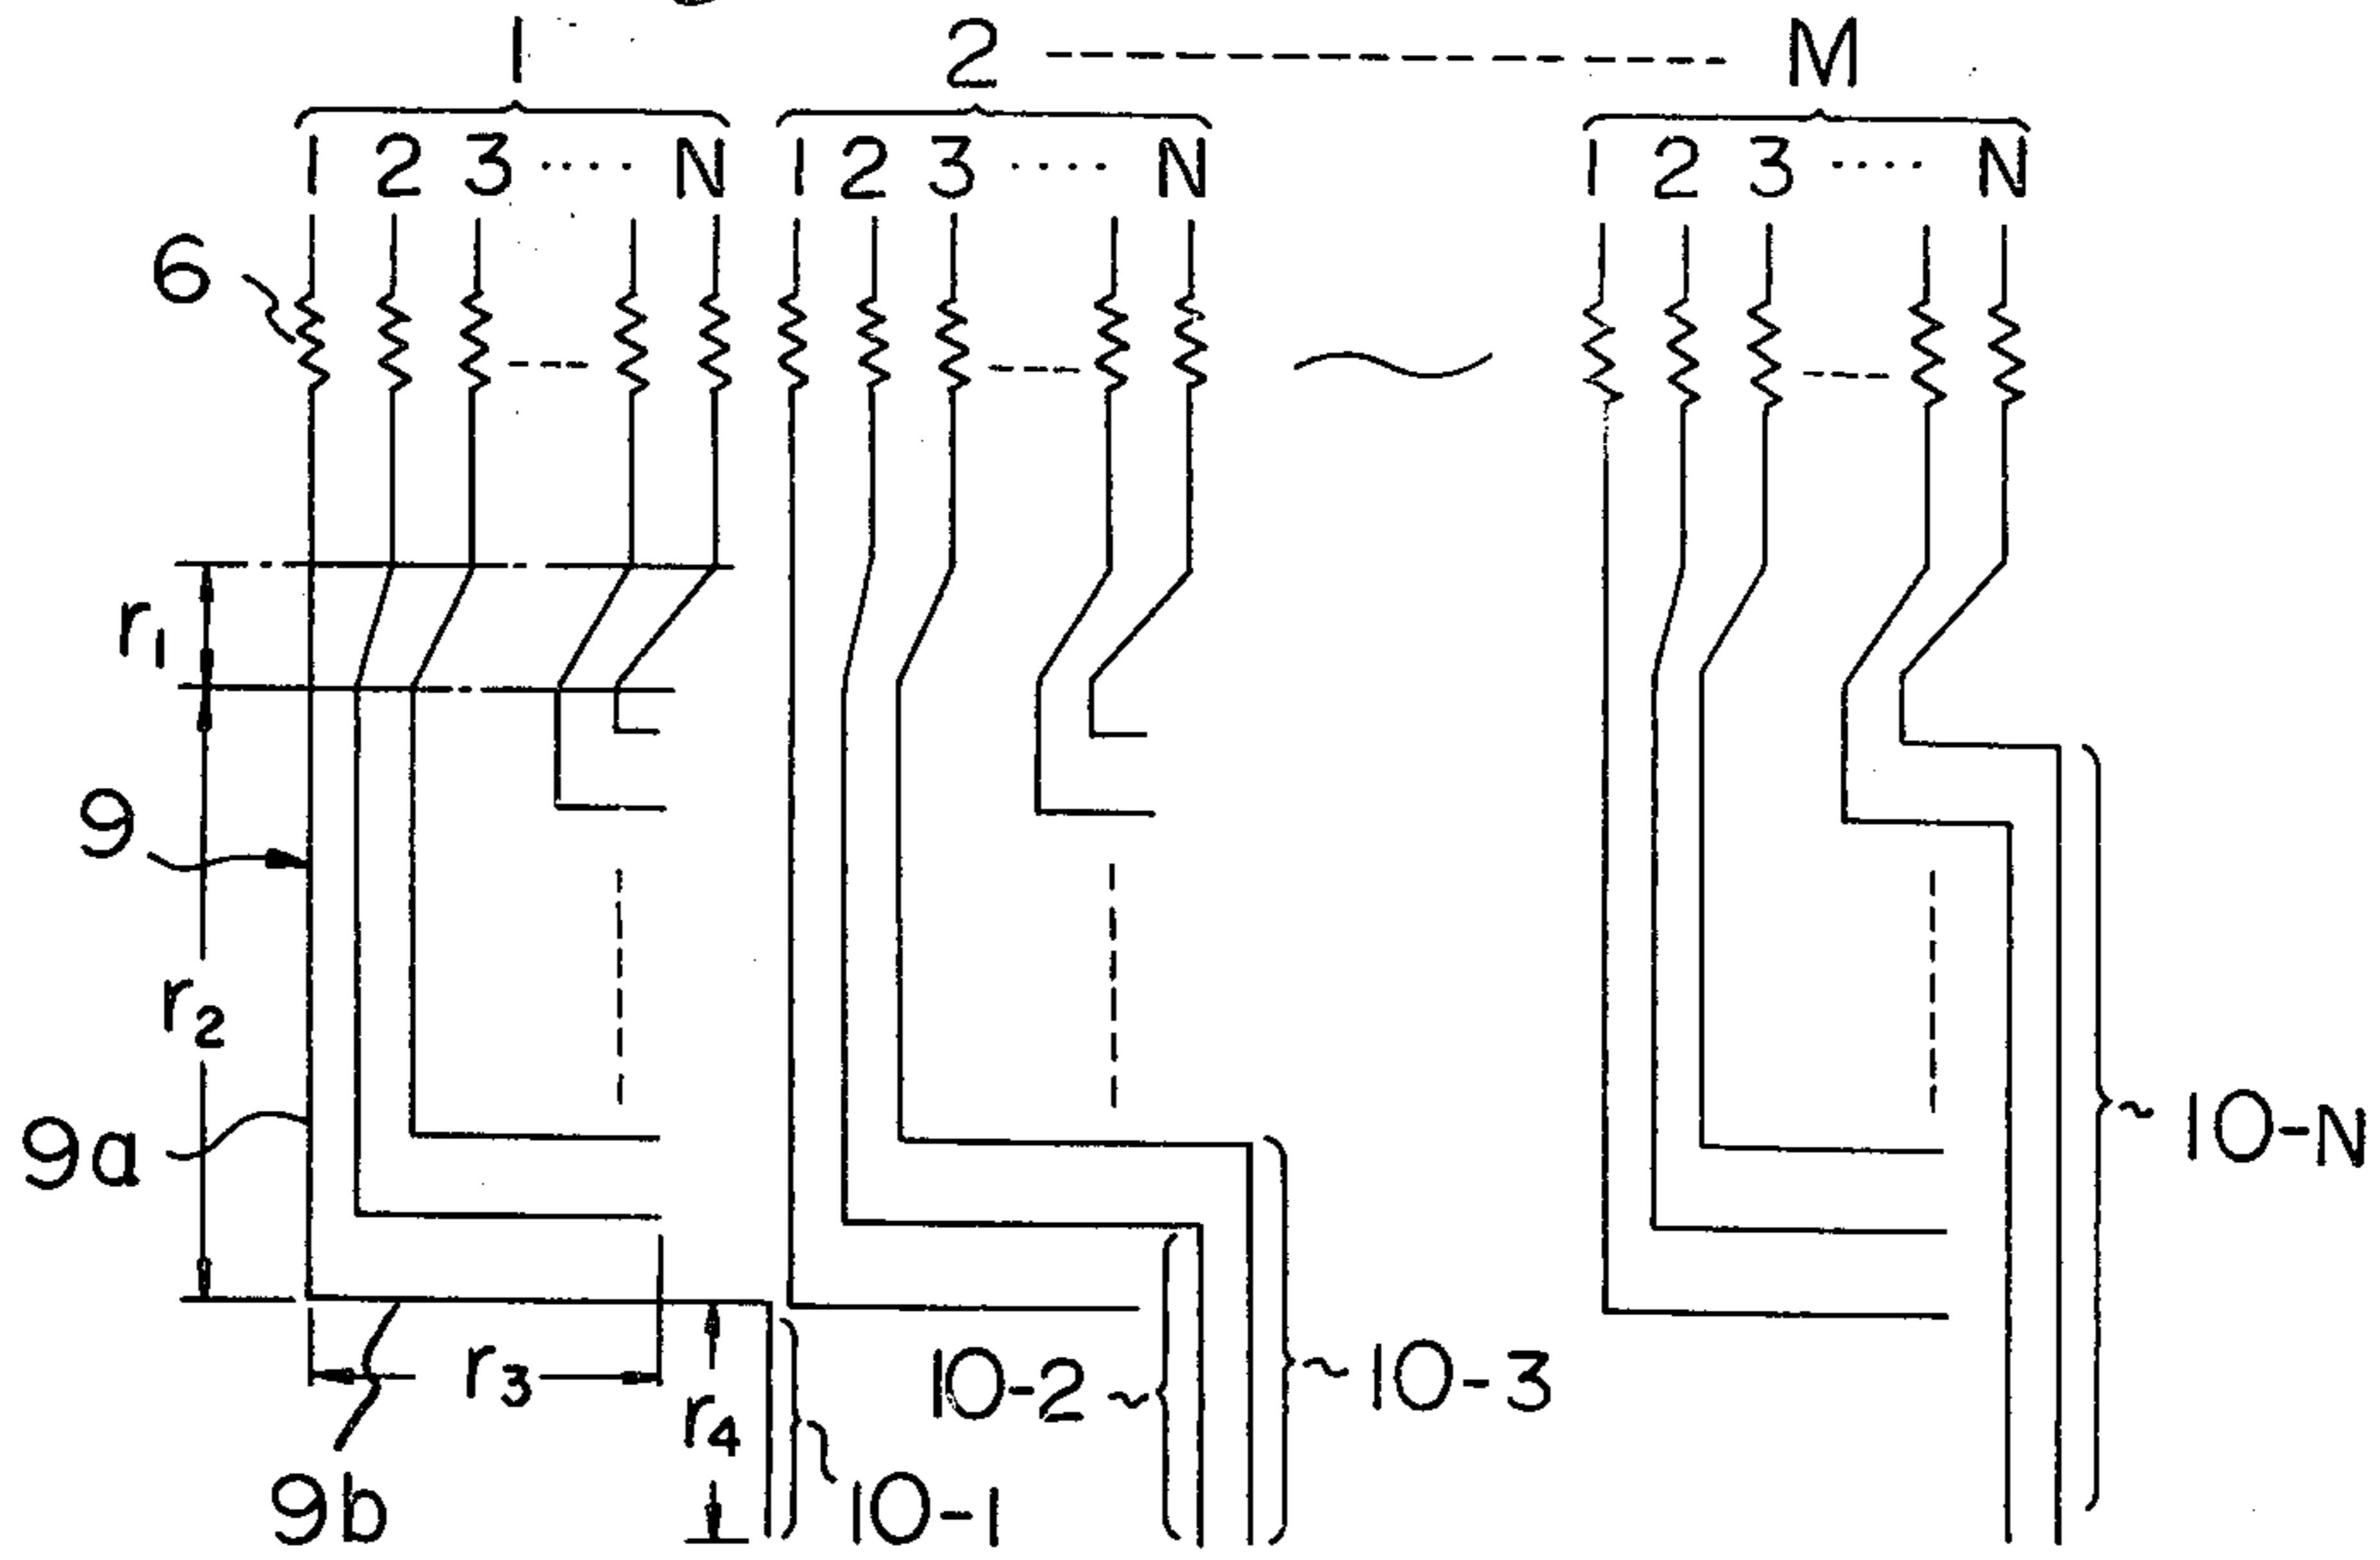 1 2 M
1 2 3 .... N 1 2 3 .... N 1 2 3 .... N
6
r1
9
r2
9a
10-N
r3
r4
10-2
10-3
9b
10-1